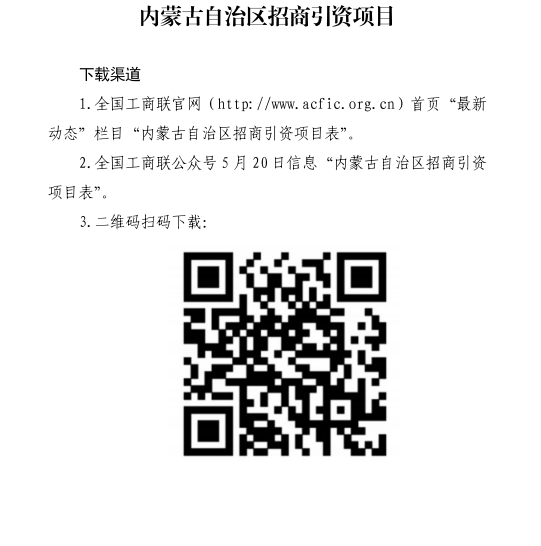 内蒙古自治区招商引资项目
下载渠道
1.全国工商联官网（http://www.acfic.org.cn）首页“最新
动态”栏目“内蒙古自治区招商引资项目表”。
2.全国工商联公众号5月20日信息“内蒙古自治区招商引资
项目表”。
3.二维码扫码下载：